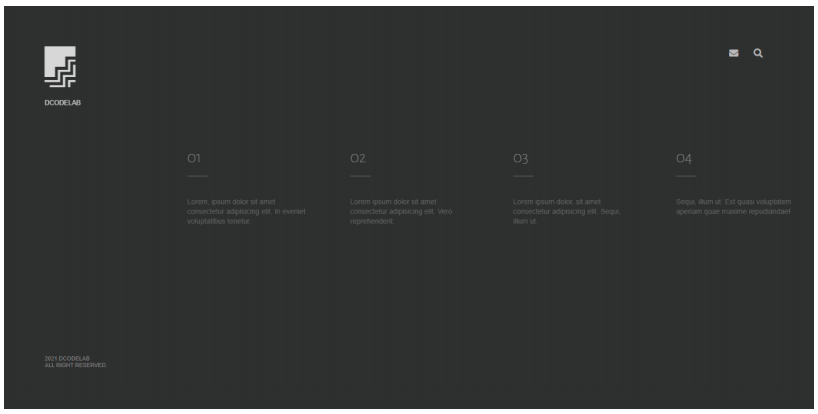 DCODELAB
01
Lorem, ipsum dolor sit amet
consectetur adipisicing elit. In eveniet
voluptatibus tenetur.
02
Lorem ipsum dolor sit amet
consectetur adipisicing elit. Vero
reprehenderit.
03
Lorem ipsum dolor, sit amet
consectetur adipisicing elit. Sequi,
illum ut.
04
Sequi, illum ut. Est quasi voluptatem
aperiam quae maxime repudiandae!
2021 DCODELAB
ALL RIGHT RESERVED.